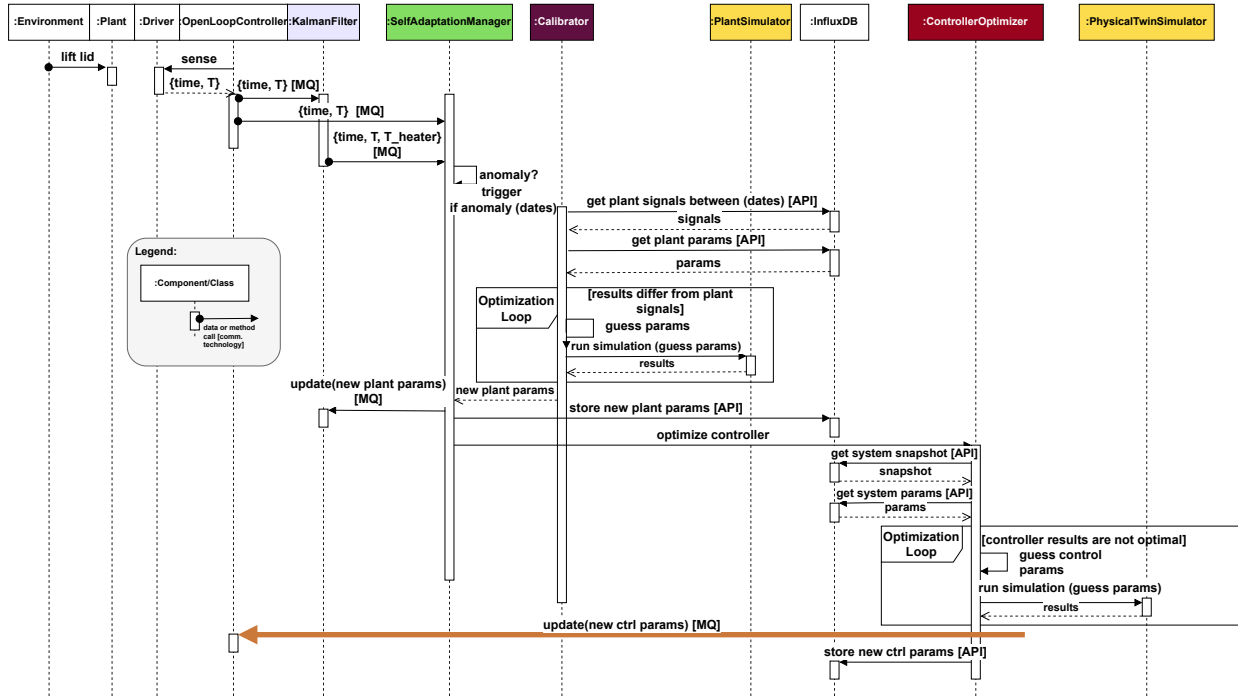 :Environment
:Plant
:Driver
:OpenLoopController
:KalmanFilter
:SelfAdaptationManager
:Calibrator
:PlantSimulator
:InfluxDB
:ControllerOptimizer
:PhysicalTwinSimulator
lift lid
sense
{time, T}
{time, T} [MQ]
{time, T} [MQ]
{time, T, T_heater}
[MQ]
anomaly?
trigger
if anomaly (dates)
get plant signals between (dates) [API]
signals
get plant params [API]
params
Legend:
:Component/Class
data or method
call [comm.
technology]
Optimization
Loop
[results differ from plant
signals]
guess params
run simulation (guess params)
results
new plant params
update(new plant params)
[MQ]
store new plant params [API]
optimize controller
get system snapshot [API]
snapshot
get system params [API]
params
Optimization
Loop
[controller results are not optimal]
guess control
params
run simulation (guess params)
results
update(new ctrl params) [MQ]
store new ctrl params [API]